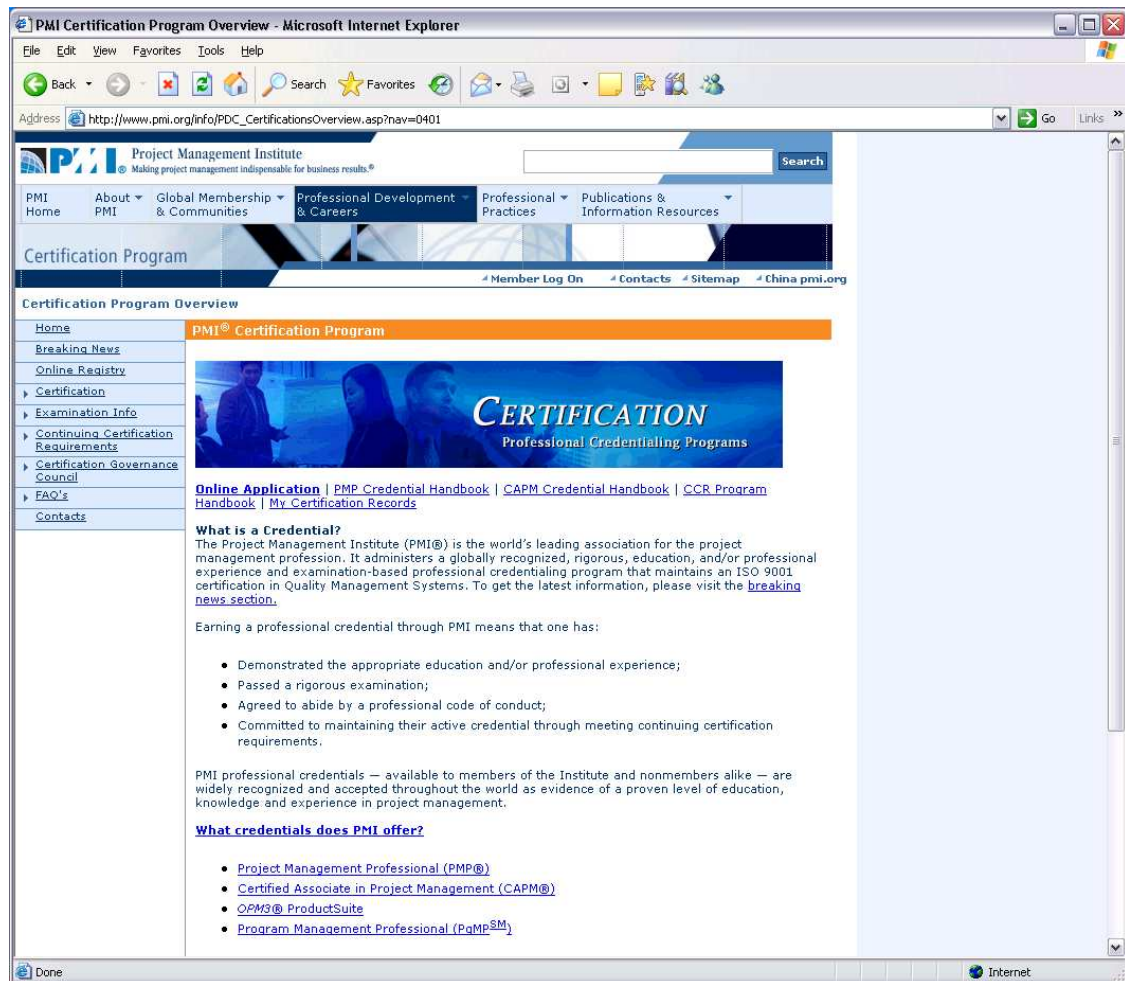 PMI Certification Program Overview - Microsoft Internet Explorer
File Edit View Favorites Tools Help
Back Search Favorites
Address http://www.pmi.org/info/PDC_CertificationsOverview.asp?nav=0401 Go Links »
PMI ® Project Management Institute
Making project management indispensable for business results.®
Search
PMI Home
About PMI
Global Membership & Communities
Professional Development & Careers
Professional Practices
Publications & Information Resources
Certification Program
Member Log On Contacts Sitemap China pmi.org
Certification Program Overview
Home
Breaking News
Online Registry
Certification
Examination Info
Continuing Certification
Requirements
Certification Governance
Council
FAQ's
Contacts
PMI® Certification Program
CERTIFICATION
Professional Credentialing Programs
Online Application | PMP Credential Handbook | CAPM Credential Handbook | CCR Program
Handbook | My Certification Records
What is a Credential?
The Project Management Institute (PMI®) is the world's leading association for the project
management profession. It administers a globally recognized, rigorous, education, and/or professional
experience and examination-based professional credentialing program that maintains an ISO 9001
certification in Quality Management Systems. To get the latest information, please visit the breaking
news section.
Earning a professional credential through PMI means that one has:
• Demonstrated the appropriate education and/or professional experience;
• Passed a rigorous examination;
• Agreed to abide by a professional code of conduct;
• Committed to maintaining their active credential through meeting continuing certification
requirements.
PMI professional credentials — available to members of the Institute and nonmembers alike — are
widely recognized and accepted throughout the world as evidence of a proven level of education,
knowledge and experience in project management.
What credentials does PMI offer?
• Project Management Professional (PMP®)
• Certified Associate in Project Management (CAPM®)
• OPM3® ProductSuite
• Program Management Professional (PgMP℠)
Done Internet